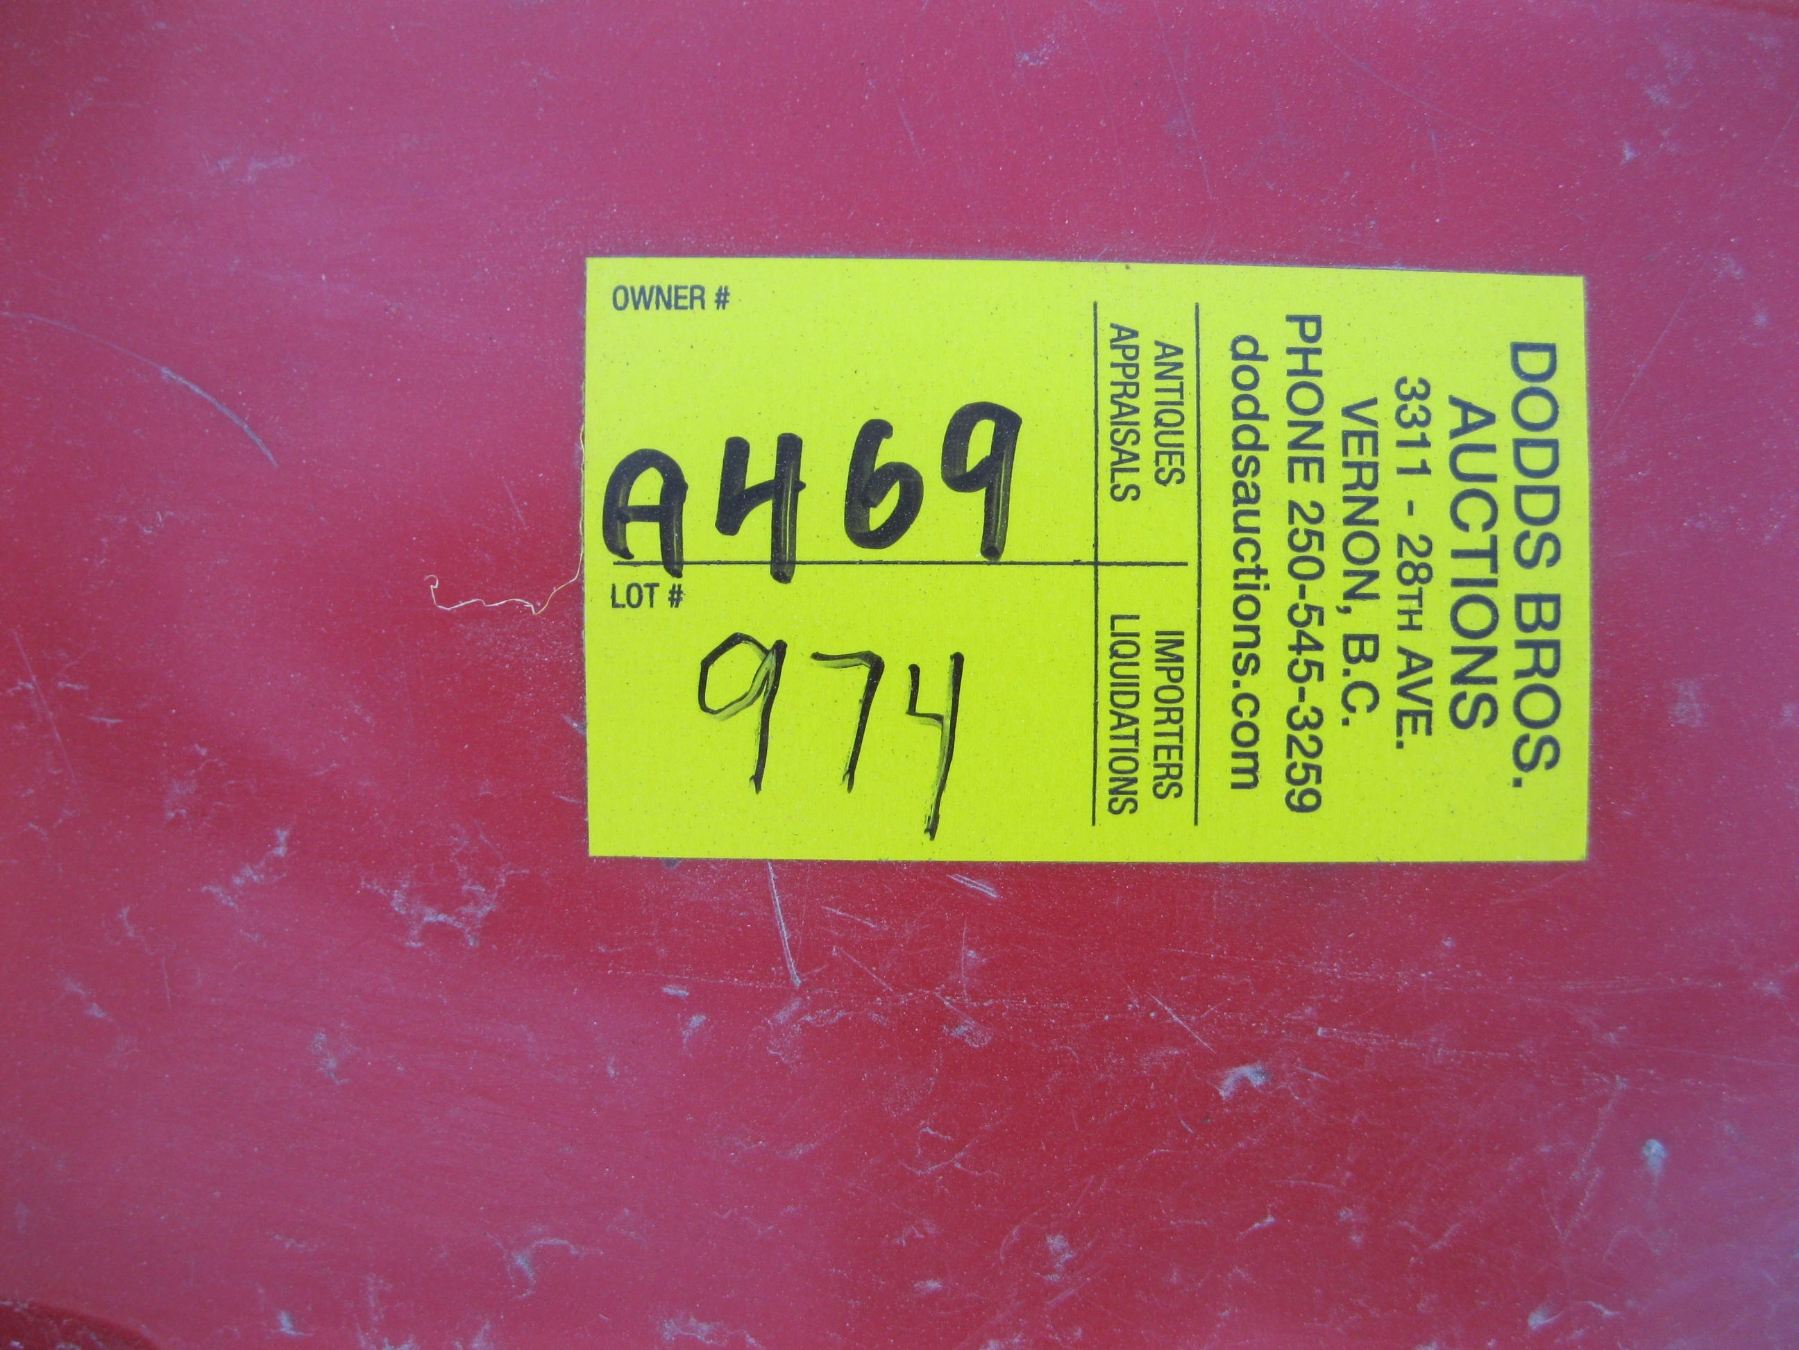 DODDS BROS.
AUCTIONS
3311 - 28TH AVE.
VERNON, B.C.
PHONE 250-545-3259
doddsauctions.com
ANTIQUES IMPORTERS
APPRAISALS LIQUIDATIONS
OWNER #
A469
LOT #
974